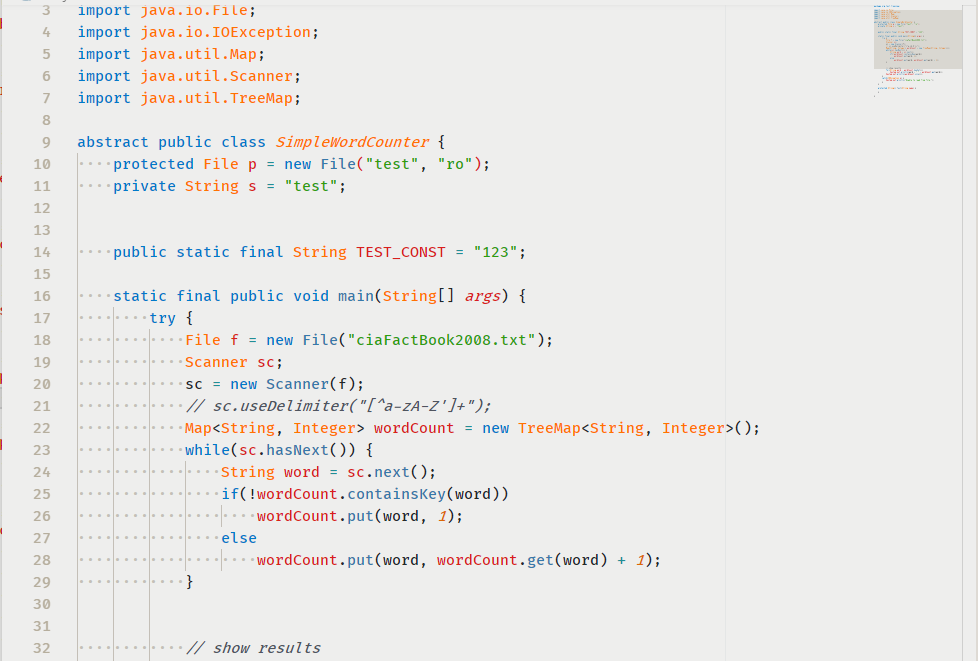 3 import java.io.File;
4 import java.io.IOException;
5 import java.util.Map;
6 import java.util.Scanner;
7 import java.util.TreeMap;
8
9 abstract public class SimpleWordCounter {
10     protected File p = new File("test", "ro");
11     private String s = "test";
12
13
14     public static final String TEST_CONST = "123";
15
16     static final public void main(String[] args) {
17         try {
18             File f = new File("ciaFactBook2008.txt");
19             Scanner sc;
20             sc = new Scanner(f);
21             // sc.useDelimiter("[^a-zA-Z']+");
22             Map<String, Integer> wordCount = new TreeMap<String, Integer>();
23             while(sc.hasNext()) {
24                 String word = sc.next();
25                 if(!wordCount.containsKey(word))
26                     wordCount.put(word, 1);
27                 else
28                     wordCount.put(word, wordCount.get(word) + 1);
29             }
30
31
32             // show results